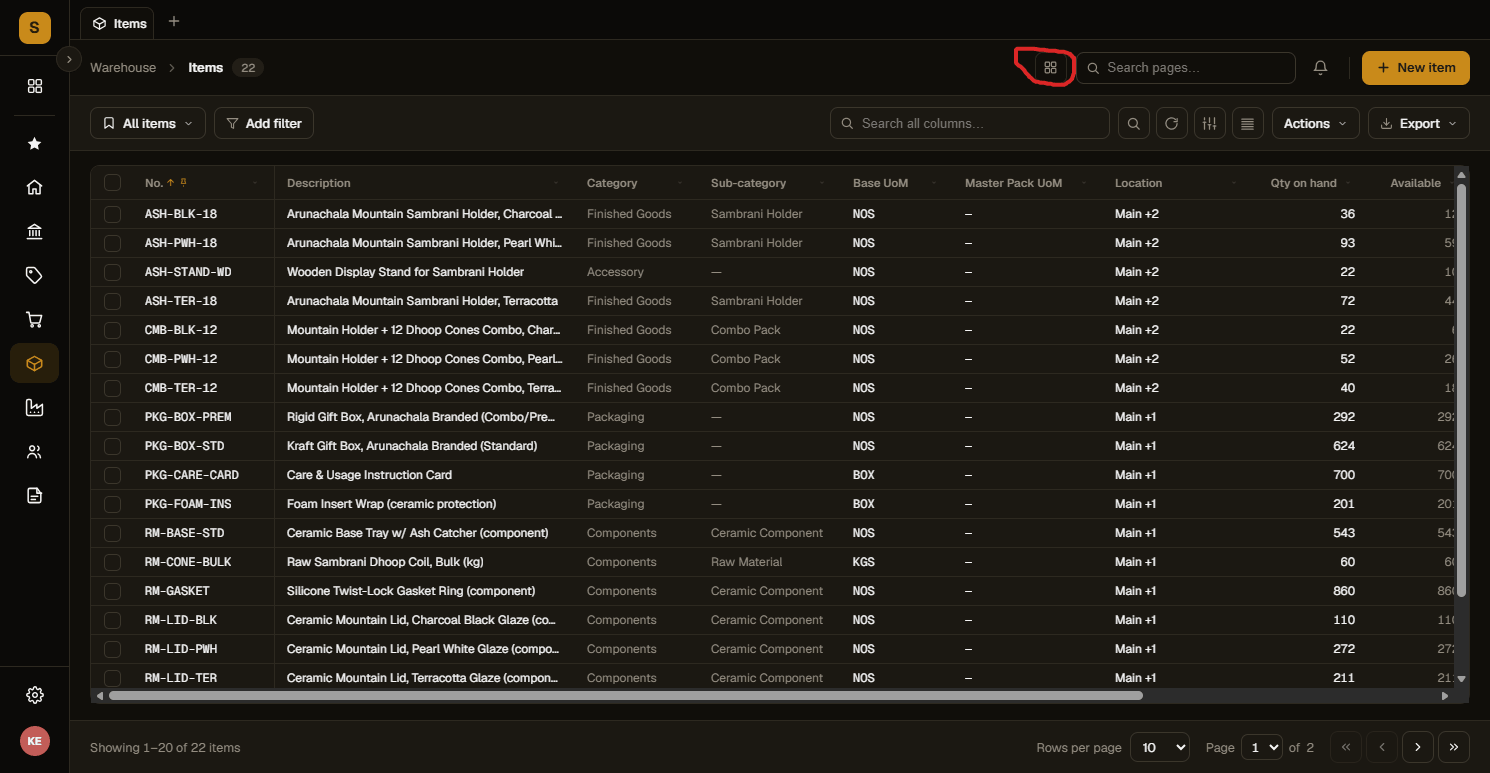 S
Items
Warehouse
Items
22
Search pages...
New item
All items
Add filter
Search all columns...
Actions
Export
No. Description Category Sub-category Base UoM Master Pack UoM Location Qty on hand Available
ASH-BLK-18 Arunachala Mountain Sambrani Holder, Charcoal ... Finished Goods Sambrani Holder NOS – Main +2 36
ASH-PWH-18 Arunachala Mountain Sambrani Holder, Pearl Whi... Finished Goods Sambrani Holder NOS – Main +2 93
ASH-STAND-WD Wooden Display Stand for Sambrani Holder Accessory — NOS – Main +2 22
ASH-TER-18 Arunachala Mountain Sambrani Holder, Terracotta Finished Goods Sambrani Holder NOS – Main +2 72
CMB-BLK-12 Mountain Holder + 12 Dhoop Cones Combo, Char... Finished Goods Combo Pack NOS – Main +2 22
CMB-PWH-12 Mountain Holder + 12 Dhoop Cones Combo, Pearl... Finished Goods Combo Pack NOS – Main +2 52
CMB-TER-12 Mountain Holder + 12 Dhoop Cones Combo, Terra... Finished Goods Combo Pack NOS – Main +2 40
PKG-BOX-PREM Rigid Gift Box, Arunachala Branded (Combo/Pre... Packaging — NOS – Main +1 292
PKG-BOX-STD Kraft Gift Box, Arunachala Branded (Standard) Packaging — NOS – Main +1 624
PKG-CARE-CARD Care & Usage Instruction Card Packaging — BOX – Main +1 700
PKG-FOAM-INS Foam Insert Wrap (ceramic protection) Packaging — BOX – Main +1 201
RM-BASE-STD Ceramic Base Tray w/ Ash Catcher (component) Components Ceramic Component NOS – Main +1 543
RM-CONE-BULK Raw Sambrani Dhoop Coil, Bulk (kg) Components Raw Material KGS – Main +1 60
RM-GASKET Silicone Twist-Lock Gasket Ring (component) Components Ceramic Component NOS – Main +1 860
RM-LID-BLK Ceramic Mountain Lid, Charcoal Black Glaze (co... Components Ceramic Component NOS – Main +1 110
RM-LID-PWH Ceramic Mountain Lid, Pearl White Glaze (compo... Components Ceramic Component NOS – Main +1 272
RM-LID-TER Ceramic Mountain Lid, Terracotta Glaze (compon... Components Ceramic Component NOS – Main +1 211
KE
Showing 1–20 of 22 items
Rows per page 10 Page 1 of 2